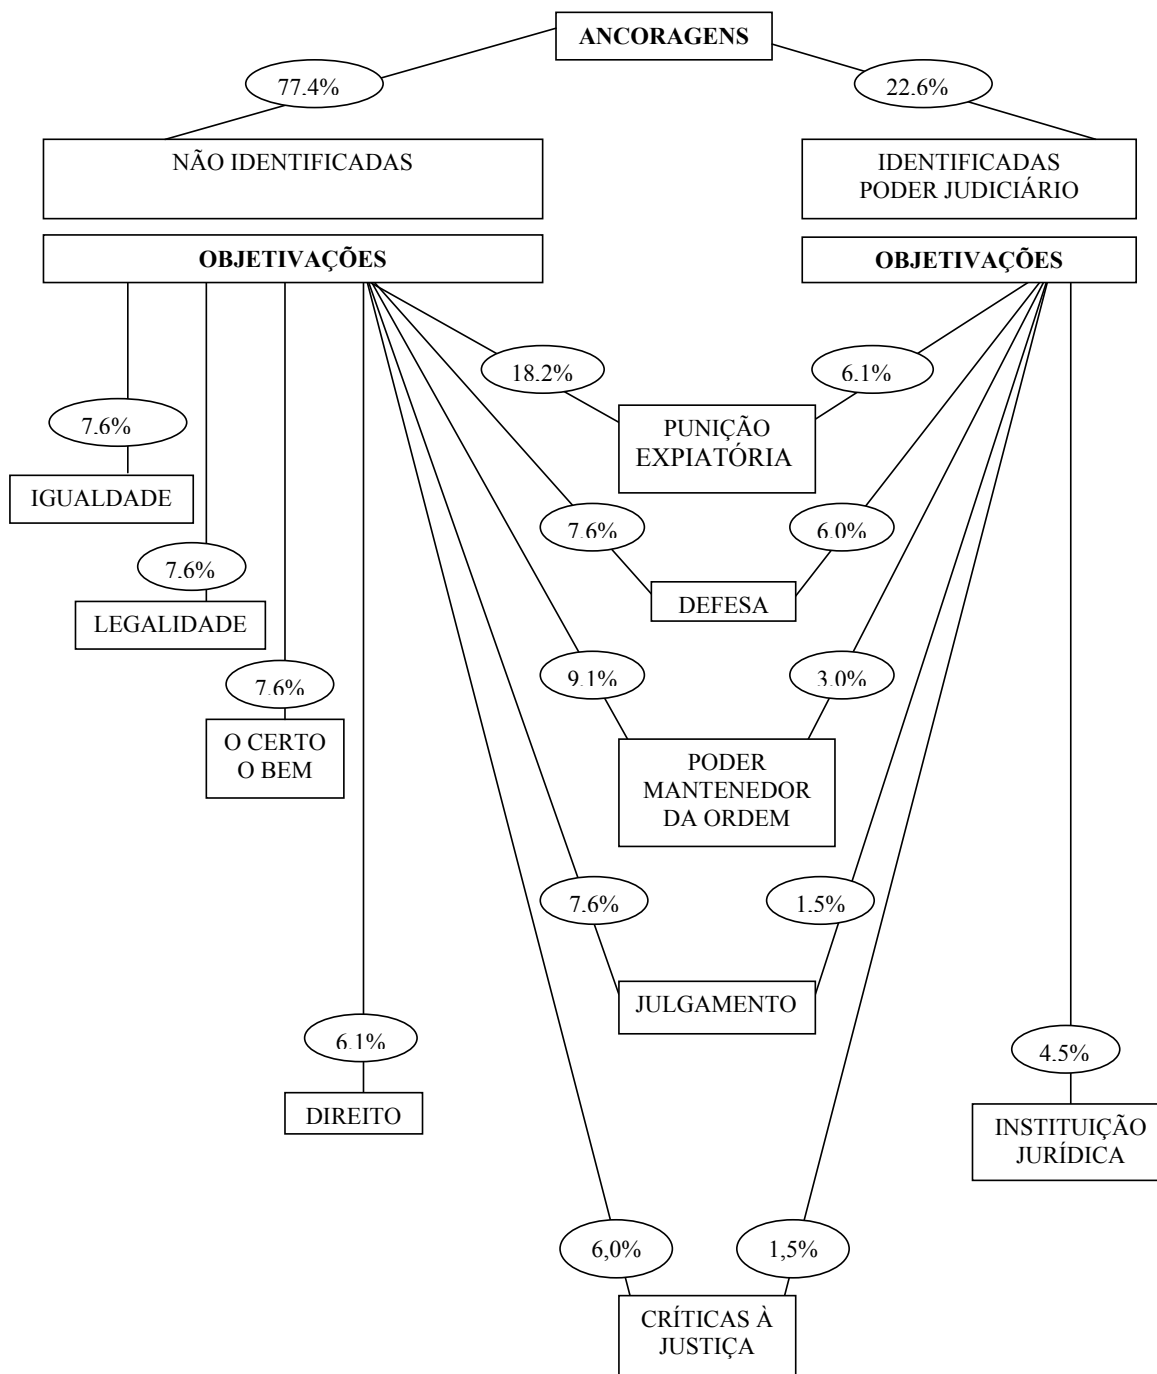 ANCORAGENS
77.4%
22.6%
NÃO IDENTIFICADAS
IDENTIFICADAS
PODER JUDICIÁRIO
OBJETIVAÇÕES
OBJETIVAÇÕES
18.2%
6.1%
7.6%
PUNIÇÃO
EXPIATÓRIA
IGUALDADE
7.6%
6.0%
7.6%
DEFESA
LEGALIDADE
9.1%
3.0%
7.6%
O CERTO
O BEM
PODER
MANTENEDOR
DA ORDEM
7.6%
1.5%
JULGAMENTO
6.1%
4.5%
DIREITO
INSTITUIÇÃO
JURÍDICA
6,0%
1,5%
CRÍTICAS À
JUSTIÇA